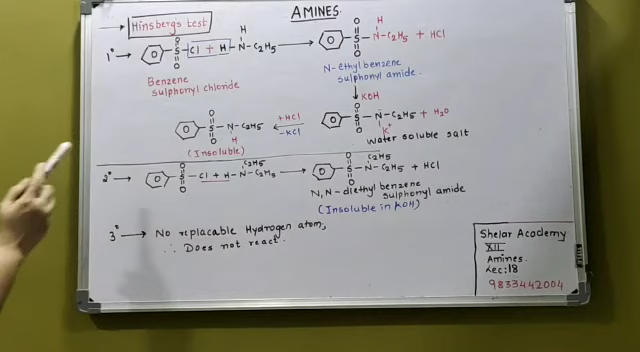 AMINES.
→ Hinsbergs test
1° → S O O Cl + H - N - C2H5 H → S O O N - C2H5 H + HCl
Benzene
sulphonyl chloride
N-ethyl benzene
sulphonyl amide.
↓ KOH
S O O N - C2H5 H (Insoluble) +HCl -KCl ← S O O N̄ - C2H5 K+ + H2O
water soluble salt
2° → S O O Cl + H - N - C2H5 C2H5 → S O O N - C2H5 C2H5 + HCl
N,N-diethyl benzene
sulphonyl amide
(Insoluble in KOH)
3° → No replacable Hydrogen atom,
∴ Does not react.
Shelar Academy
XII
Amines.
Lec:18
9833442004